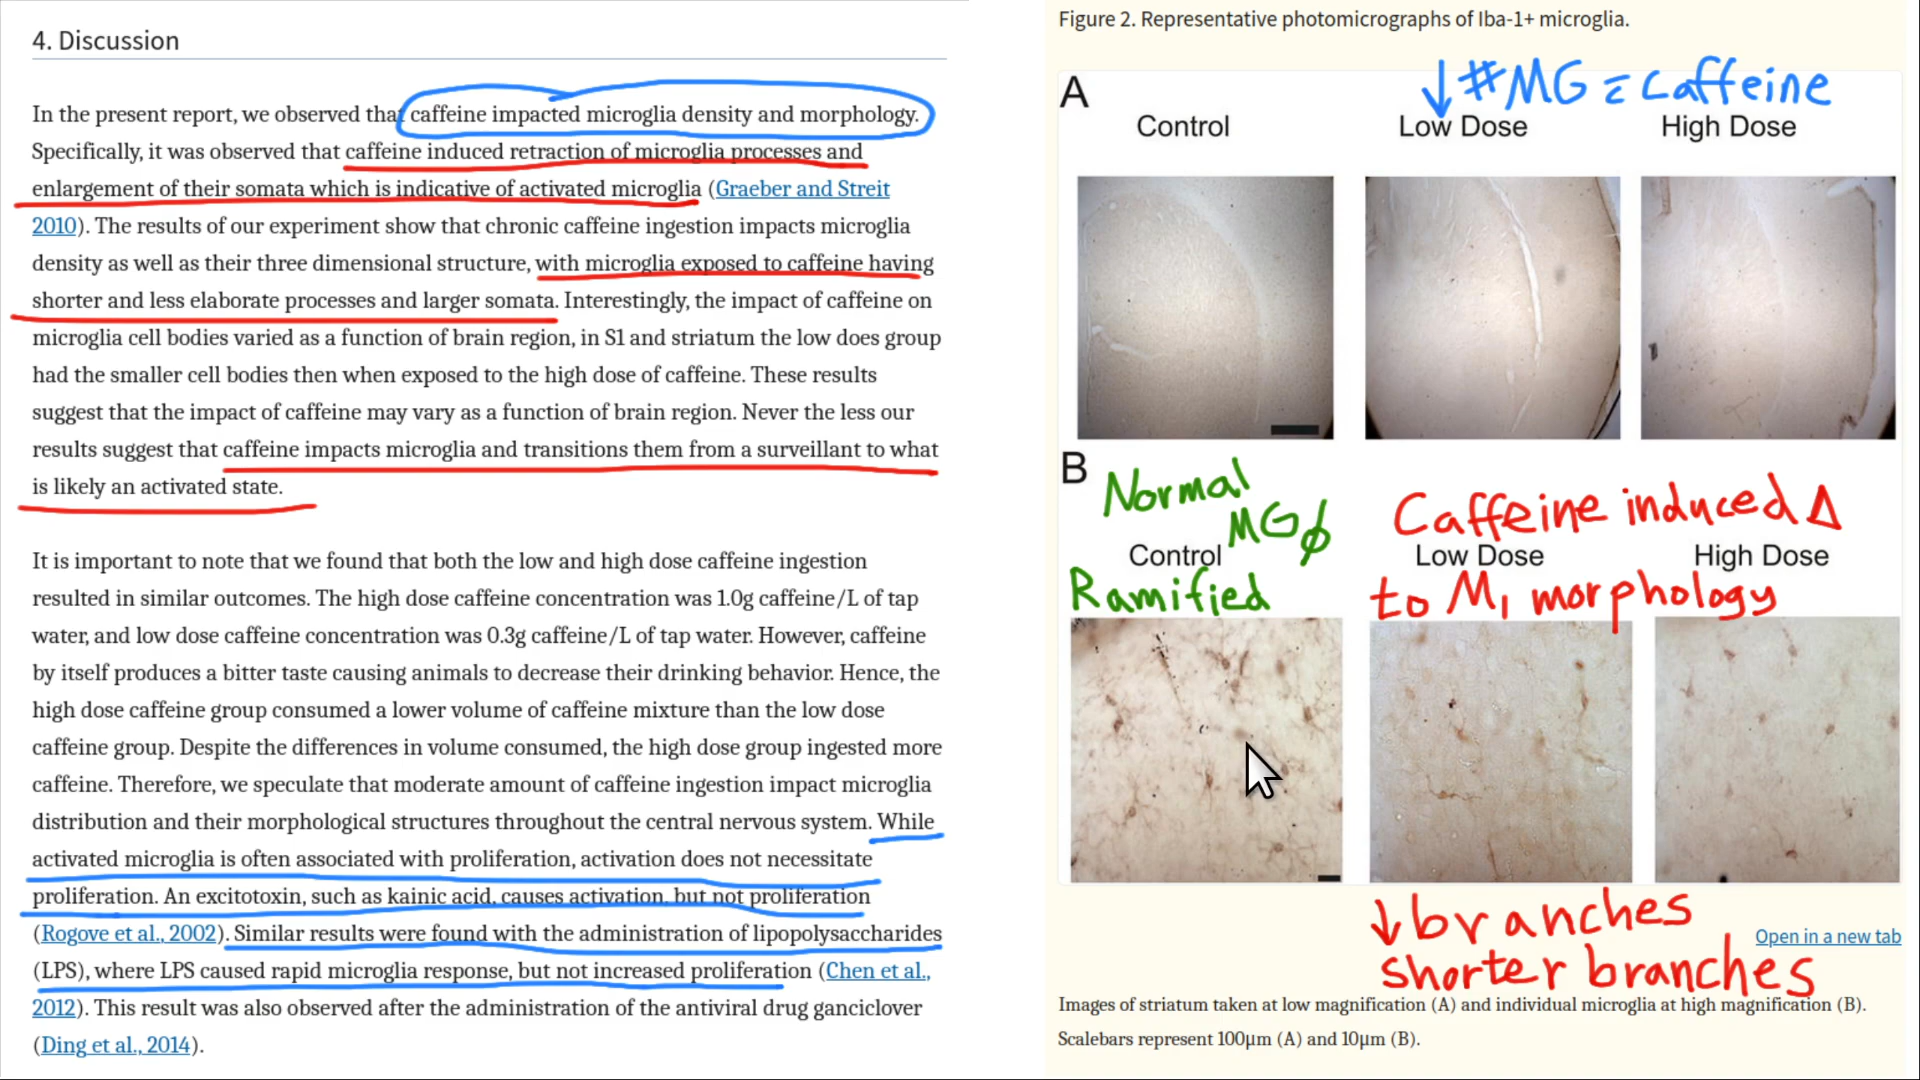 4. Discussion
In the present report, we observed that caffeine impacted microglia density and morphology.
Specifically, it was observed that caffeine induced retraction of microglia processes and
enlargement of their somata which is indicative of activated microglia (Graeber and Streit
2010). The results of our experiment show that chronic caffeine ingestion impacts microglia
density as well as their three dimensional structure, with microglia exposed to caffeine having
shorter and less elaborate processes and larger somata. Interestingly, the impact of caffeine on
microglia cell bodies varied as a function of brain region, in S1 and striatum the low does group
had the smaller cell bodies then when exposed to the high dose of caffeine. These results
suggest that the impact of caffeine may vary as a function of brain region. Never the less our
results suggest that caffeine impacts microglia and transitions them from a surveillant to what
is likely an activated state.
It is important to note that we found that both the low and high dose caffeine ingestion
resulted in similar outcomes. The high dose caffeine concentration was 1.0g caffeine/L of tap
water, and low dose caffeine concentration was 0.3g caffeine/L of tap water. However, caffeine
by itself produces a bitter taste causing animals to decrease their drinking behavior. Hence, the
high dose caffeine group consumed a lower volume of caffeine mixture than the low dose
caffeine group. Despite the differences in volume consumed, the high dose group ingested more
caffeine. Therefore, we speculate that moderate amount of caffeine ingestion impact microglia
distribution and their morphological structures throughout the central nervous system. While
activated microglia is often associated with proliferation, activation does not necessitate
proliferation. An excitotoxin, such as kainic acid, causes activation, but not proliferation
(Rogove et al., 2002). Similar results were found with the administration of lipopolysaccharides
(LPS), where LPS caused rapid microglia response, but not increased proliferation (Chen et al.,
2012). This result was also observed after the administration of the antiviral drug ganciclover
(Ding et al., 2014).
Figure 2. Representative photomicrographs of Iba-1+ microglia.
A
↓ #MG = caffeine
Control
Low Dose
High Dose
B
Normal
MGϕ
Caffeine induced Δ
Control
Low Dose
High Dose
Ramified
to M1 morphology
↓ branches
Open in a new tab
shorter branches
Images of striatum taken at low magnification (A) and individual microglia at high magnification (B).
Scalebars represent 100μm (A) and 10μm (B).